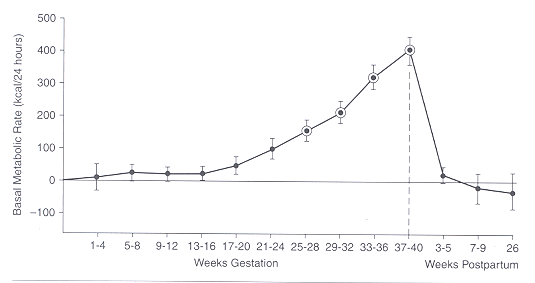 Basal Metabolic Rate (kcal/24 hours)
500
400
300
200
100
0
−100
1-4 5-8 9-12 13-16 17-20 21-24 25-28 29-32 33-36 37-40 3-5 7-9 26
Weeks Gestation Weeks Postpartum